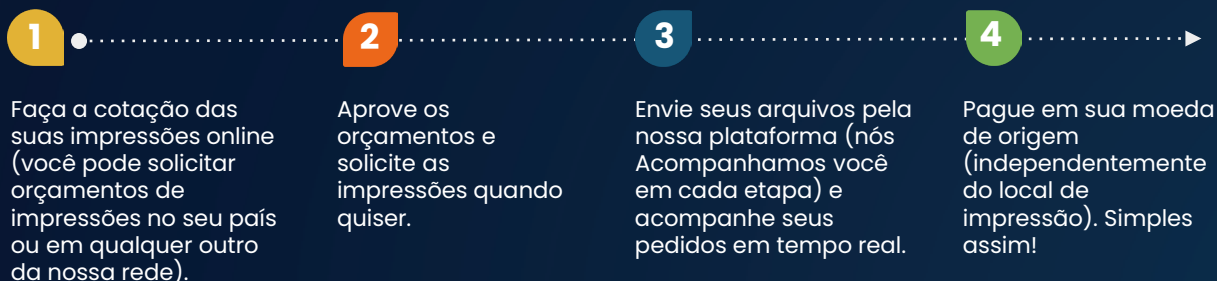 1
Faça a cotação das
suas impressões online
(você pode solicitar
orçamentos de
impressões no seu país
ou em qualquer outro
da nossa rede).
2
Aprove os
orçamentos e
solicite as
impressões quando
quiser.
3
Envie seus arquivos pela
nossa plataforma (nós
Acompanhamos você
em cada etapa) e
acompanhe seus
pedidos em tempo real.
4
Pague em sua moeda
de origem
(independentemente
do local de
impressão). Simples
assim!